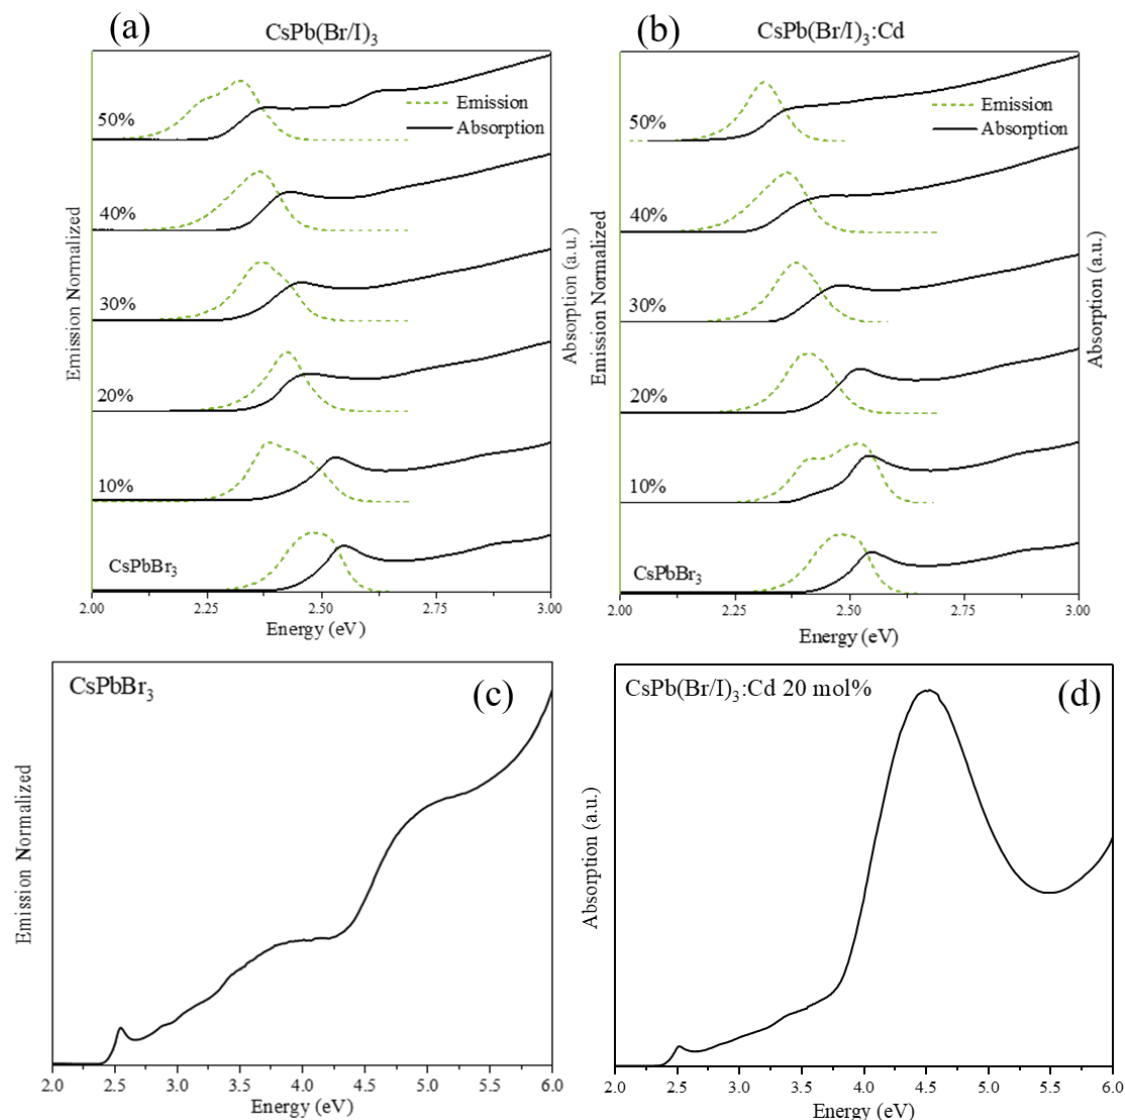 (a)
CsPb(Br/I)₃
Emission
Absorption
50%
40%
30%
20%
10%
CsPbBr₃
Emission Normalized
Absorption (a.u.)
2.00 2.25 2.50 2.75 3.00
Energy (eV)
(b)
CsPb(Br/I)₃:Cd
Emission
Absorption
50%
40%
30%
20%
10%
CsPbBr₃
Emission Normalized
Absorption (a.u.)
2.00 2.25 2.50 2.75 3.00
Energy (eV)
CsPbBr₃
(c)
Emission Normalized
2.0 2.5 3.0 3.5 4.0 4.5 5.0 5.5 6.0
Energy (eV)
CsPb(Br/I)₃:Cd 20 mol%
(d)
Absorption (a.u.)
2.0 2.5 3.0 3.5 4.0 4.5 5.0 5.5 6.0
Energy (eV)